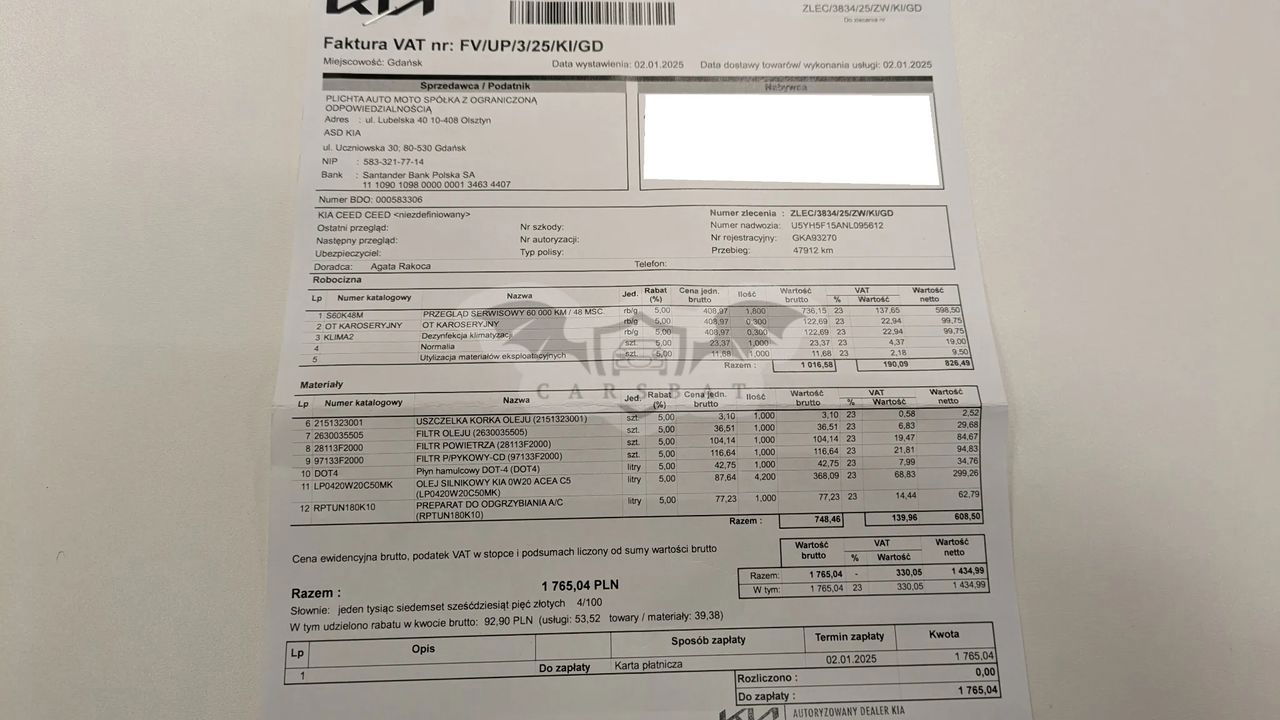 KIA
ZLEC/3834/25/ZW/KI/GD
Do zlecenia nr
Faktura VAT nr: FV/UP/3/25/KI/GD
Miejscowość: Gdańsk Data wystawienia: 02.01.2025 Data dostawy towarów/ wykonania usługi: 02.01.2025
Sprzedawca / Podatnik Nabywca
PLICHTA AUTO MOTO SPÓŁKA Z OGRANICZONĄ
ODPOWIEDZIALNOŚCIĄ
Adres : ul. Lubelska 40 10-408 Olsztyn
ASD KIA
ul. Uczniowska 30; 80-530 Gdańsk
NIP : 583-321-77-14
Bank : Santander Bank Polska SA
11 1090 1098 0000 0001 3463 4407
Numer BDO: 000583306
KIA CEED CEED <niezdefiniowany> Numer zlecenia : ZLEC/3834/25/ZW/KI/GD
Ostatni przegląd: Nr szkody: Numer nadwozia: U5YH5F15ANL095612
Następny przegląd: Nr autoryzacji: Nr rejestracyjny: GKA93270
Ubezpieczyciel: Typ polisy: Przebieg: 47912 km
Doradca: Agata Rakoca Telefon:
Robocizna
Lp Numer katalogowy Nazwa Jed. Rabat (%) Cena jedn. brutto Ilość Wartość brutto % VAT Wartość Wartość netto
1 S60K48M PRZEGLĄD SERWISOWY 60 000 KM / 48 MSC. rb/g 5,00 408,97 1,800 736,15 23 137,65 598,50
2 OT KAROSERYJNY OT KAROSERYJNY rb/g 5,00 408,97 0,300 122,69 23 22,94 99,75
3 KLIMA2 Dezynfekcja klimatyzacji rb/g 5,00 408,97 0,300 122,69 23 22,94 99,75
4 Normalia szt. 5,00 23,37 1,000 23,37 23 4,37 19,00
5 Utylizacja materiałów eksploatacyjnych szt. 5,00 11,68 1,000 11,68 23 2,18 9,50
Razem : 1 016,58 190,09 826,49
CARSBAT
Materiały
Lp Numer katalogowy Nazwa Jed. Rabat (%) Cena jedn. brutto Ilość Wartość brutto % VAT Wartość Wartość netto
6 2151323001 USZCZELKA KORKA OLEJU (2151323001) szt. 5,00 3,10 1,000 3,10 23 0,58 2,52
7 2630035505 FILTR OLEJU (2630035505) szt. 5,00 36,51 1,000 36,51 23 6,83 29,68
8 28113F2000 FILTR POWIETRZA (28113F2000) szt. 5,00 104,14 1,000 104,14 23 19,47 84,67
9 97133F2000 FILTR P/PYKOWY-CD (97133F2000) szt. 5,00 116,64 1,000 116,64 23 21,81 94,83
10 DOT4 Płyn hamulcowy DOT-4 (DOT4) litry 5,00 42,75 1,000 42,75 23 7,99 34,76
11 LP0420W20C50MK OLEJ SILNIKOWY KIA 0W20 ACEA C5 litry 5,00 87,64 4,200 368,09 23 68,83 299,26
(LP0420W20C50MK)
12 RPTUN180K10 PREPARAT DO ODGRZYBIANIA A/C litry 5,00 77,23 1,000 77,23 23 14,44 62,79
(RPTUN180K10)
Razem : 748,46 139,96 608,50
Cena ewidencyjna brutto, podatek VAT w stopce i podsumach liczony od sumy wartości brutto
Wartość brutto VAT % Wartość Wartość netto
Razem: 1 765,04 - 330,05 1 434,99
W tym: 1 765,04 23 330,05 1 434,99
Razem : 1 765,04 PLN
Słownie: jeden tysiąc siedemset sześćdziesiąt pięć złotych 4/100
W tym udzielono rabatu w kwocie brutto: 92,90 PLN (usługi: 53,52 towary / materiały: 39,38)
Lp Opis Sposób zapłaty Termin zapłaty Kwota
1 Do zapłaty Karta płatnicza 02.01.2025 1 765,04
Rozliczono : 0,00
Do zapłaty : 1 765,04
KIA AUTORYZOWANY DEALER KIA